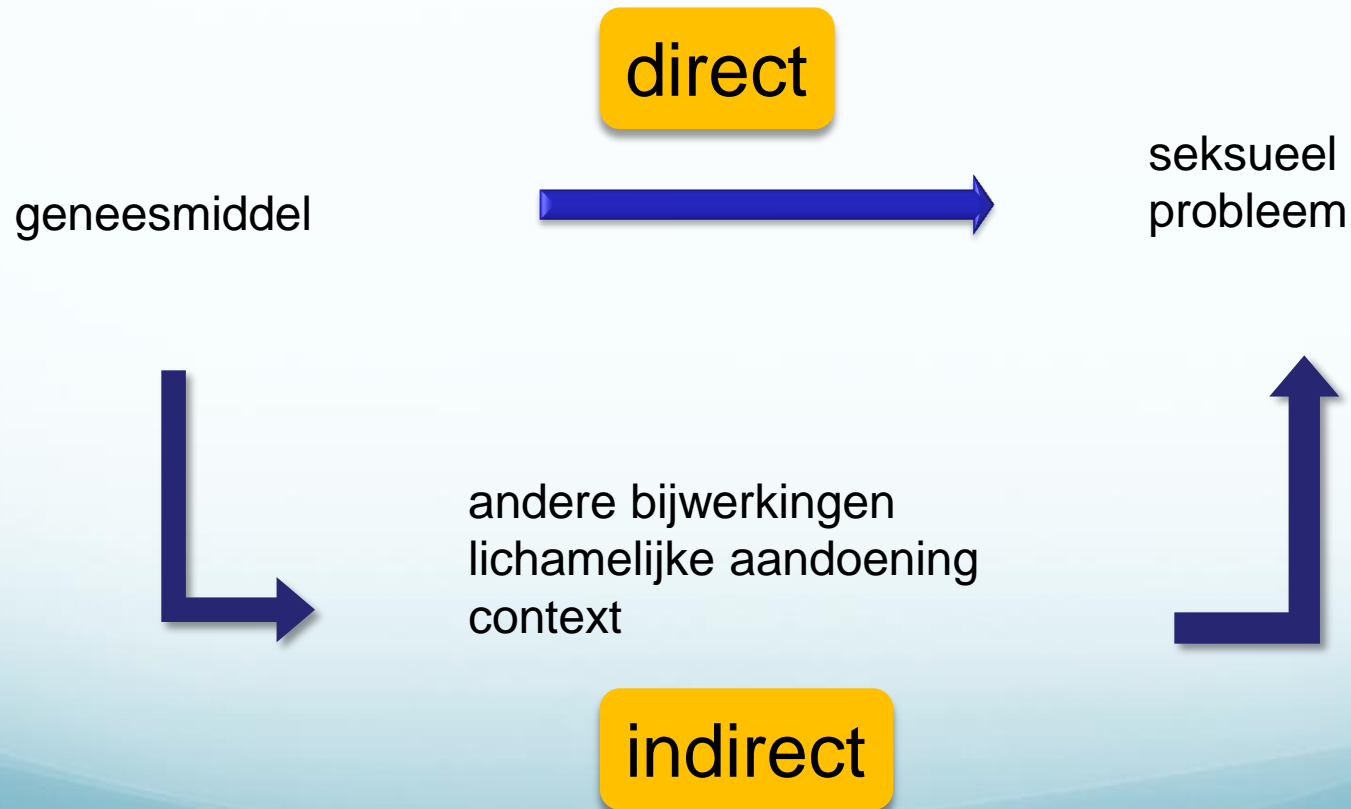 direct
geneesmiddel
seksueel
probleem
andere bijwerkingen
lichamelijke aandoening
context
indirect